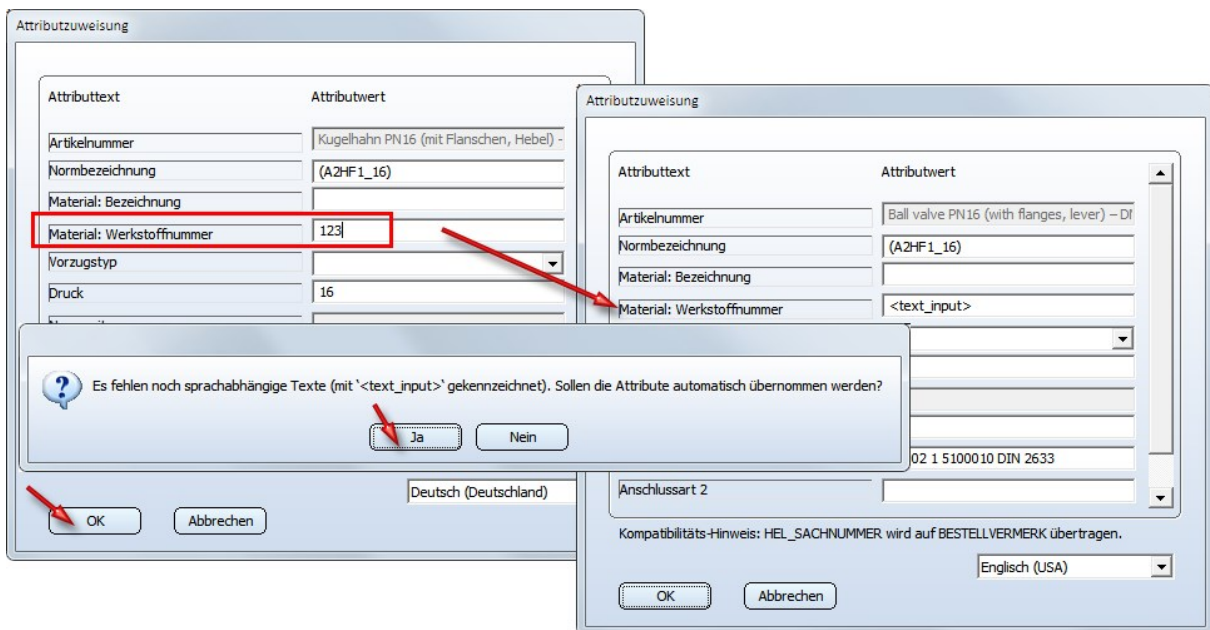 Attributzuweisung
Attributtext Attributwert
Artikelnummer Kugelhahn PN16 (mit Flanschen, Hebel) -
Normbezeichnung (A2HF1_16)
Material: Bezeichnung
Material: Werkstoffnummer 123
Vorzugstyp
Druck 16
Deutsch (Deutschland)
OK Abbrechen
Attributzuweisung
Attributtext Attributwert
Artikelnummer Ball valve PN16 (with flanges, lever) –
Normbezeichnung (A2HF1_16)
Material: Bezeichnung
Material: Werkstoffnummer <text_input>
02 1 5100010 DIN 2633
Anschlussart 2
Kompatibilitäts-Hinweis: HEL_SACHNUMMER wird auf BESTELLVERMERK übertragen.
Englisch (USA)
OK Abbrechen
Es fehlen noch sprachabhängige Texte (mit '<text_input>' gekennzeichnet). Sollen die Attribute automatisch übernommen werden?
Ja Nein